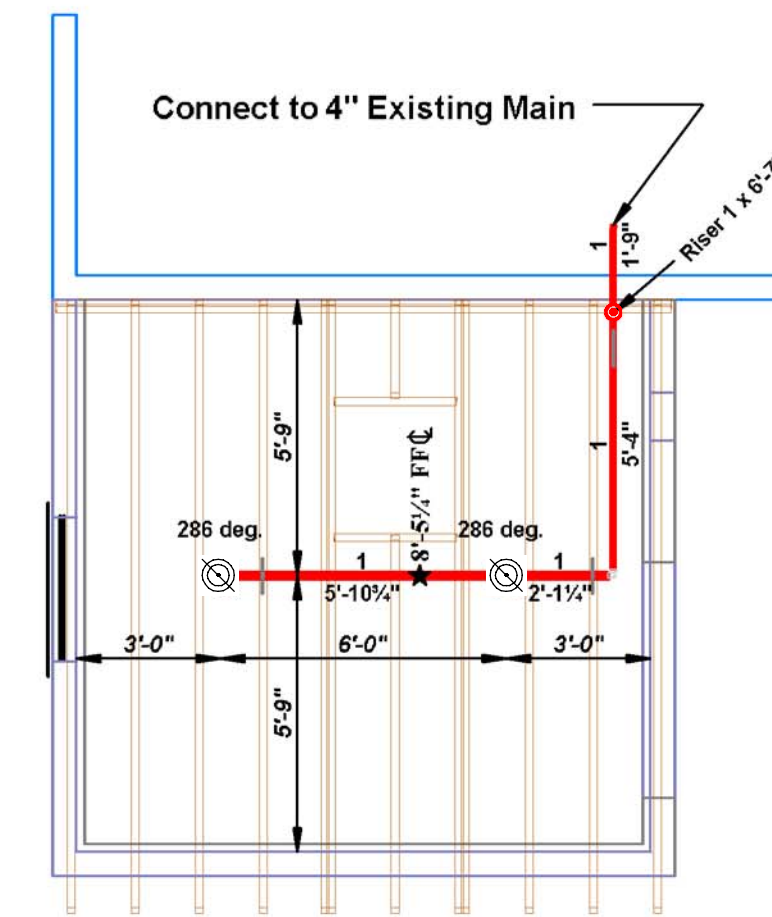 Connect to 4" Existing Main
1
1'-9"
Riser 1 x 6'-
5'-9"
1
5'-4"
8'-5¼" FF℄
286 deg.
286 deg.
1
5'-10¾"
1
2'-1¼"
3'-0"
6'-0"
3'-0"
5'-9"